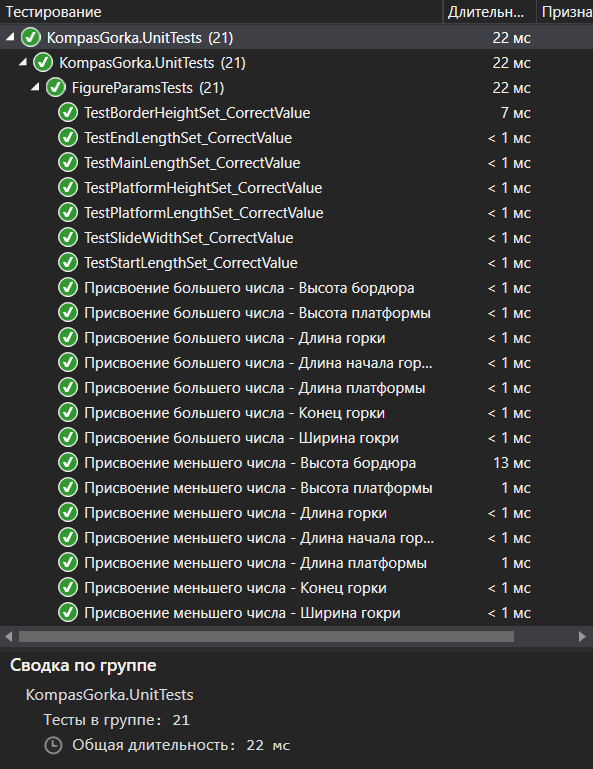 Тестирование Длительн... Призна
KompasGorka.UnitTests (21) 22 мс
KompasGorka.UnitTests (21) 22 мс
FigureParamsTests (21) 22 мс
TestBorderHeightSet_CorrectValue 7 мс
TestEndLengthSet_CorrectValue < 1 мс
TestMainLengthSet_CorrectValue < 1 мс
TestPlatformHeightSet_CorrectValue < 1 мс
TestPlatformLengthSet_CorrectValue < 1 мс
TestSlideWidthSet_CorrectValue < 1 мс
TestStartLengthSet_CorrectValue < 1 мс
Присвоение большего числа - Высота бордюра < 1 мс
Присвоение большего числа - Высота платформы < 1 мс
Присвоение большего числа - Длина горки < 1 мс
Присвоение большего числа - Длина начала гор... < 1 мс
Присвоение большего числа - Длина платформы < 1 мс
Присвоение большего числа - Конец горки < 1 мс
Присвоение большего числа - Ширина гокри < 1 мс
Присвоение меньшего числа - Высота бордюра 13 мс
Присвоение меньшего числа - Высота платформы 1 мс
Присвоение меньшего числа - Длина горки < 1 мс
Присвоение меньшего числа - Длина начала гор... < 1 мс
Присвоение меньшего числа - Длина платформы 1 мс
Присвоение меньшего числа - Конец горки < 1 мс
Присвоение меньшего числа - Ширина гокри < 1 мс
Сводка по группе
KompasGorka.UnitTests
Тесты в группе: 21
Общая длительность: 22 мс